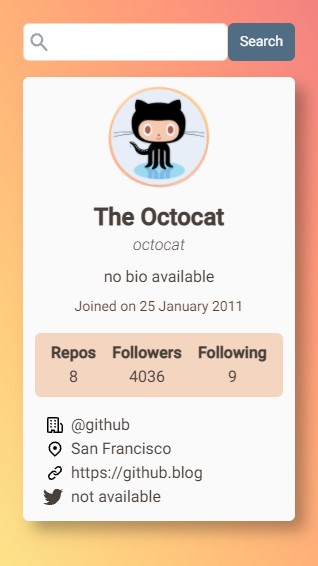 Search
The Octocat
octocat
no bio available
Joined on 25 January 2011
Repos Followers Following
8 4036 9
@github
San Francisco
https://github.blog
not available